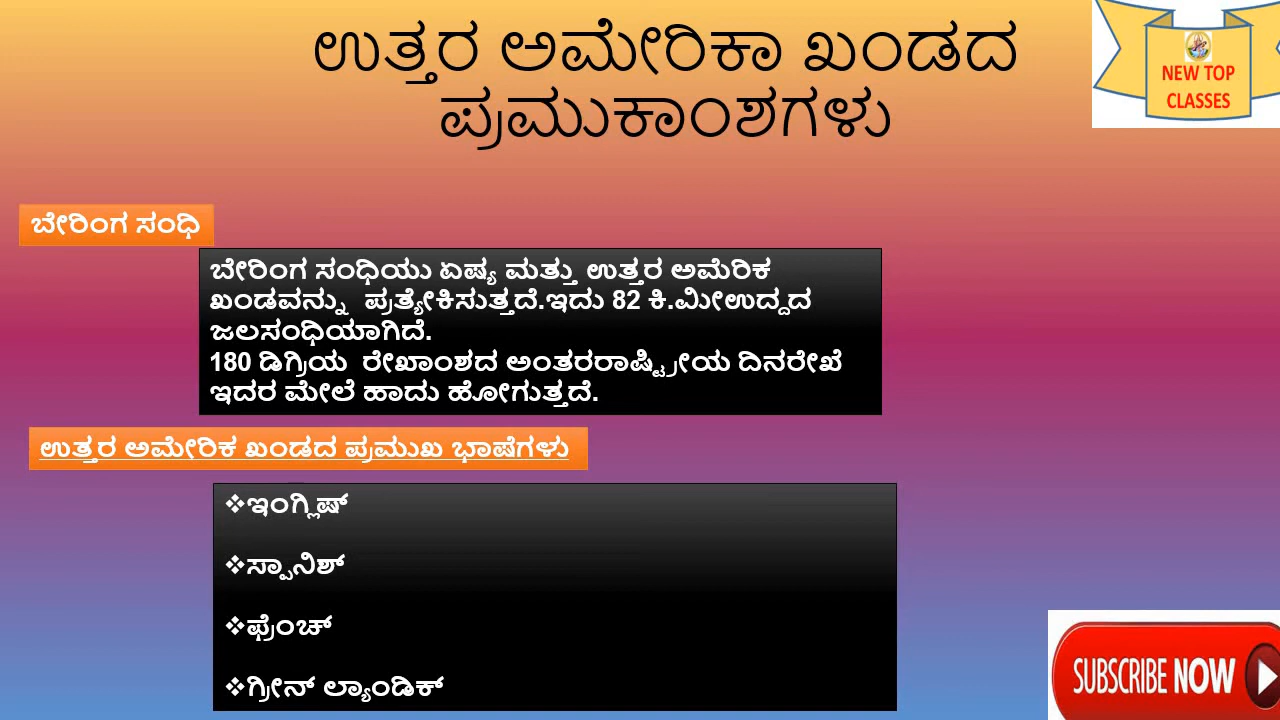 ಉತ್ತರ ಅಮೇರಿಕಾ ಖಂಡದ
ಪ್ರಮುಕಾಂಶಗಳು
NEW TOP
CLASSES
ಬೇರಿಂಗ ಸಂಧಿ
ಬೇರಿಂಗ ಸಂಧಿಯು ಏಷ್ಯ ಮತ್ತು ಉತ್ತರ ಅಮೆರಿಕ
ಖಂಡವನ್ನು ಪ್ರತ್ಯೇಕಿಸುತ್ತದೆ.ಇದು 82 ಕಿ.ಮೀಉದ್ದದ
ಜಲಸಂಧಿಯಾಗಿದೆ.
180 ಡಿಗ್ರಿಯ ರೇಖಾಂಶದ ಅಂತರರಾಷ್ಟ್ರೀಯ ದಿನರೇಖೆ
ಇದರ ಮೇಲೆ ಹಾದು ಹೋಗುತ್ತದೆ.
ಉತ್ತರ ಅಮೇರಿಕ ಖಂಡದ ಪ್ರಮುಖ ಭಾಷೆಗಳು
❖ಇಂಗ್ಲಿಷ್
❖ಸ್ಪಾನಿಶ್
❖ಫ್ರೆಂಚ್
❖ಗ್ರೀನ್ ಲ್ಯಾಂಡಿಕ್
SUBSCRIBE NOW